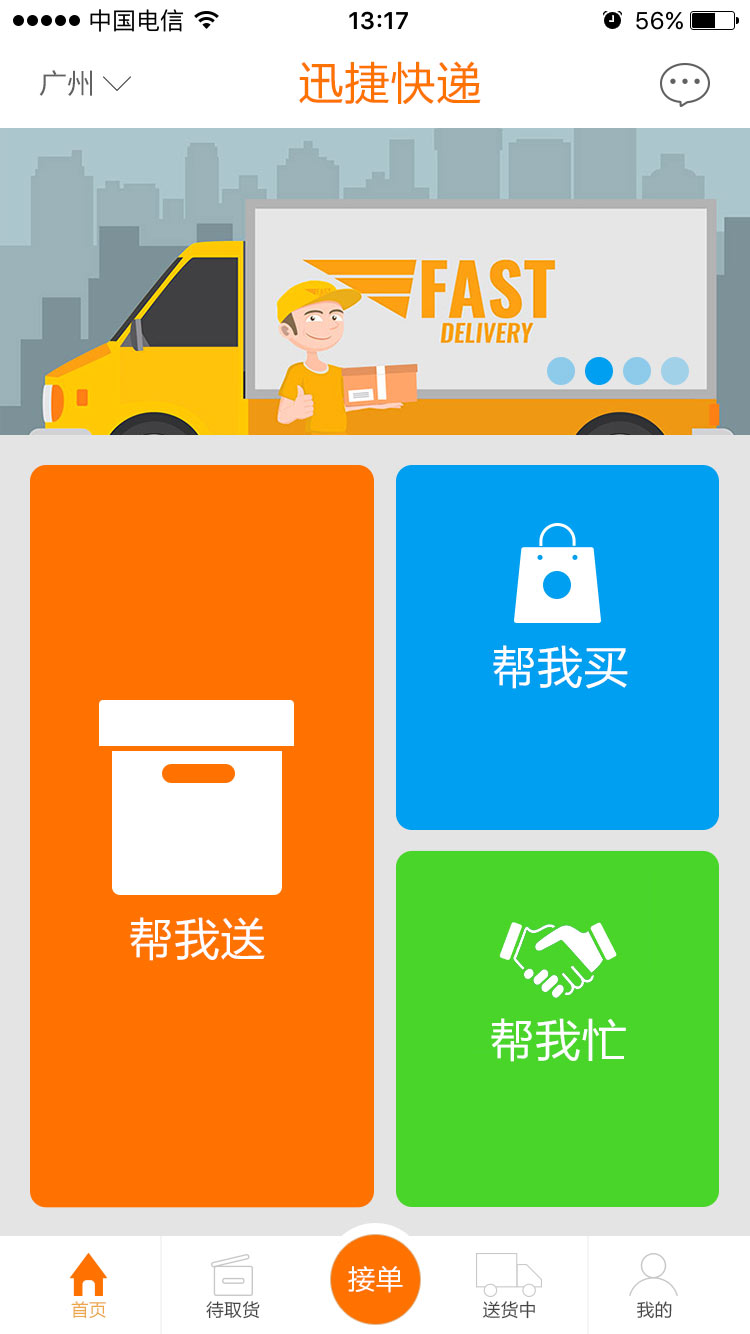 中国电信 13:17 56%
广州 迅捷快递
FAST
DELIVERY
帮我买
帮我送
帮我忙
首页 待取货 接单 送货中 我的